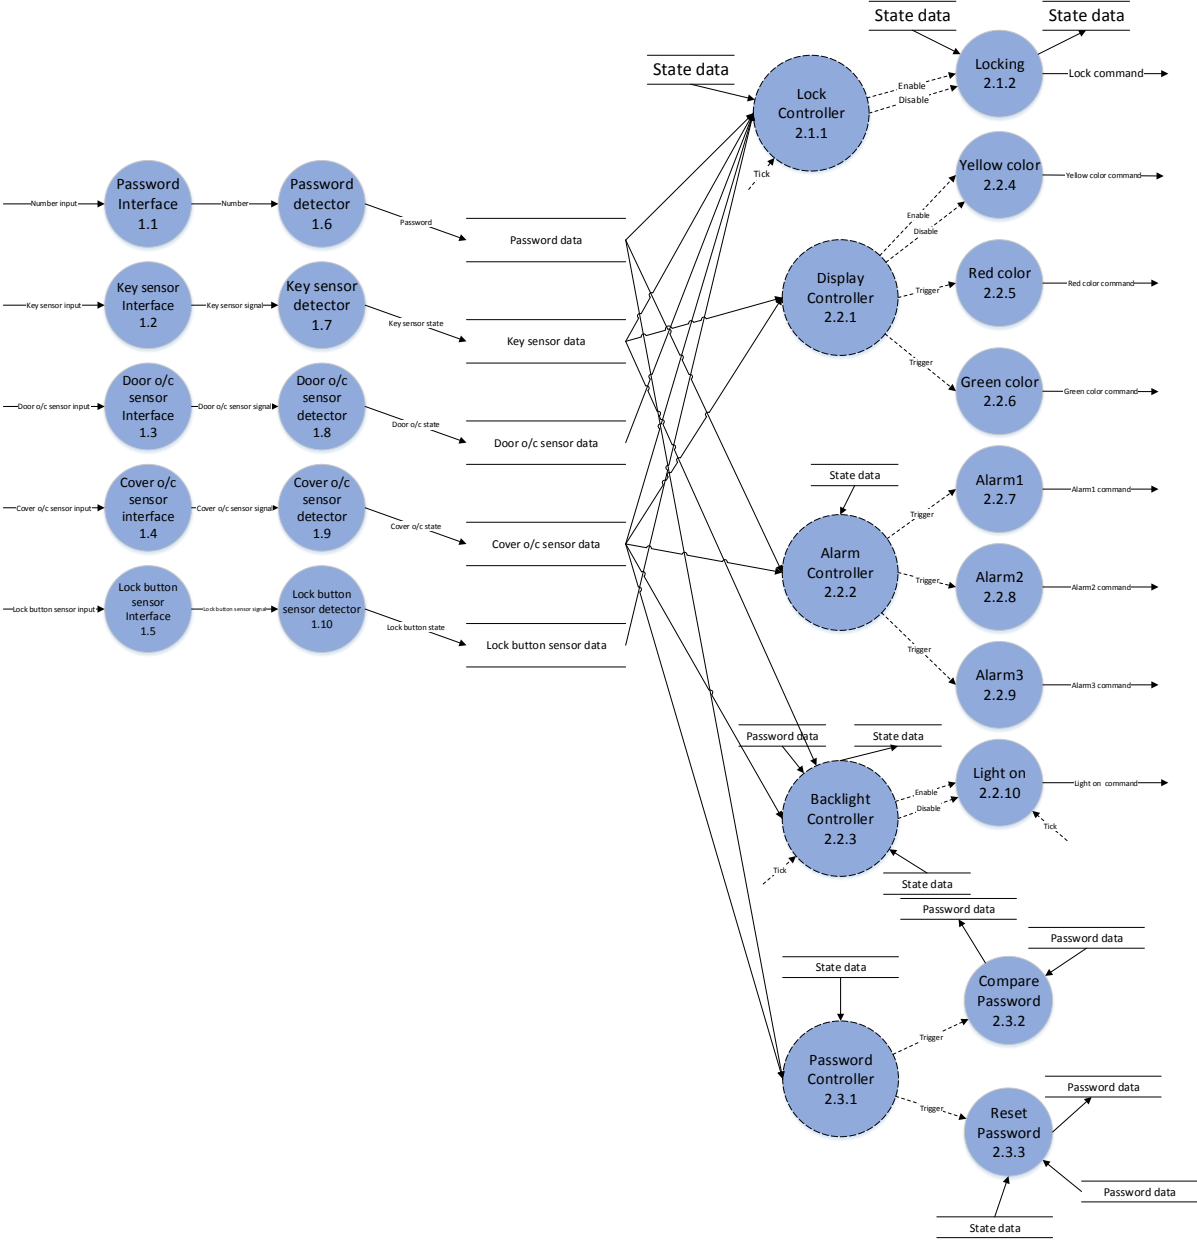 State data
State data
Locking
2.1.2
Lock command
State data
Lock
Controller
2.1.1
Enable
Disable
Tick
Yellow color
2.2.4
Yellow color command
Enable
Disable
Number input
Password
Interface
1.1
Number
Password
detector
1.6
Password
Password data
Key sensor input
Key sensor
Interface
1.2
Key sensor signal
Key sensor
detector
1.7
Key sensor state
Key sensor data
Display
Controller
2.2.1
Trigger
Red color
2.2.5
Red color command
Trigger
Green color
2.2.6
Green color command
Door o/c sensor input
Door o/c
sensor
Interface
1.3
Door o/c sensor signal
Door o/c
sensor
detector
1.8
Door o/c state
Door o/c sensor data
Cover o/c sensor input
Cover o/c
sensor
interface
1.4
Cover o/c sensor signal
Cover o/c
sensor
detector
1.9
Cover o/c state
Cover o/c sensor data
State data
Alarm
Controller
2.2.2
Trigger
Alarm1
2.2.7
Alarm1 command
Trigger
Alarm2
2.2.8
Alarm2 command
Trigger
Alarm3
2.2.9
Alarm3 command
Lock button sensor input
Lock button
sensor
Interface
1.5
Lock button sensor signal
Lock button
sensor detector
1.10
Lock button state
Lock button sensor data
Password data
State data
Backlight
Controller
2.2.3
Enable
Disable
Light on
2.2.10
Light on command
Tick
Tick
State data
Password data
Password data
State data
Compare
Password
2.3.2
Trigger
Password
Controller
2.3.1
Trigger
Password data
Reset
Password
2.3.3
Password data
State data